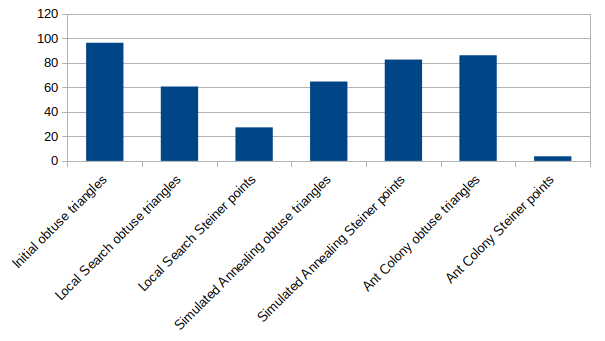 120
100
80
60
40
20
0
Initial obtuse triangles
Local Search obtuse triangles
Local Search Steiner points
Simulated Annealing obtuse triangles
Simulated Annealing Steiner points
Ant Colony obtuse triangles
Ant Colony Steiner points